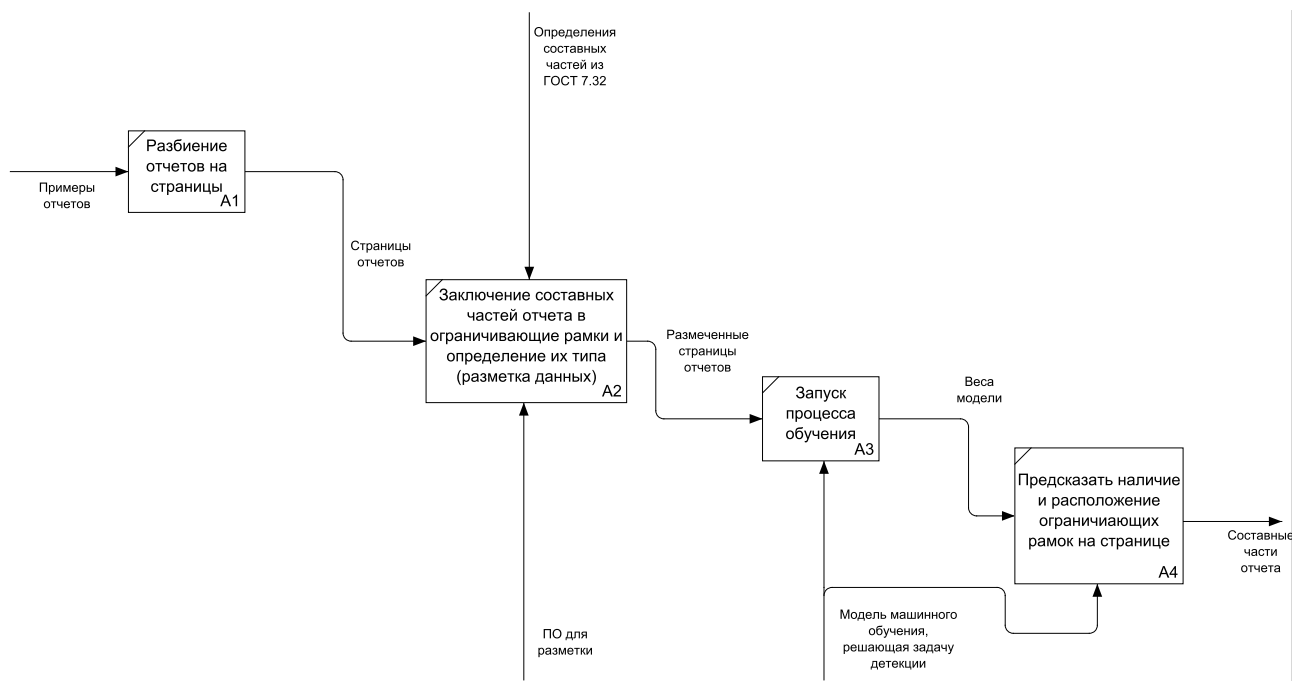 Определения
составных
частей из
ГОСТ 7.32
Разбиение
отчетов на
страницы
A1
Примеры
отчетов
Страницы
отчетов
Заключение составных
частей отчета в
ограничивающие рамки и
определение их типа
(разметка данных)
A2
Размеченные
страницы
отчетов
Запуск
процесса
обучения
A3
Веса
модели
Предсказать наличие
и расположение
ограничиающих
рамок на странице
A4
Составные
части
отчета
Модель машинного
обучения,
решающая задачу
детекции
ПО для
разметки